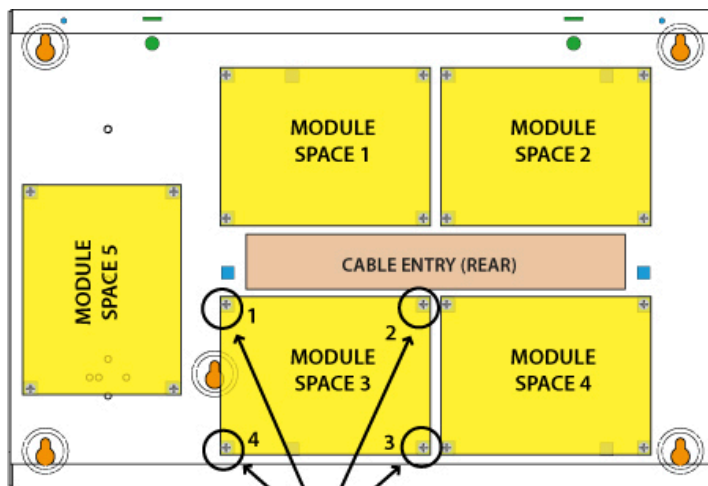 MODULE
SPACE 1
MODULE
SPACE 2
MODULE
SPACE 5
CABLE ENTRY (REAR)
1
2
MODULE
SPACE 3
MODULE
SPACE 4
4
3